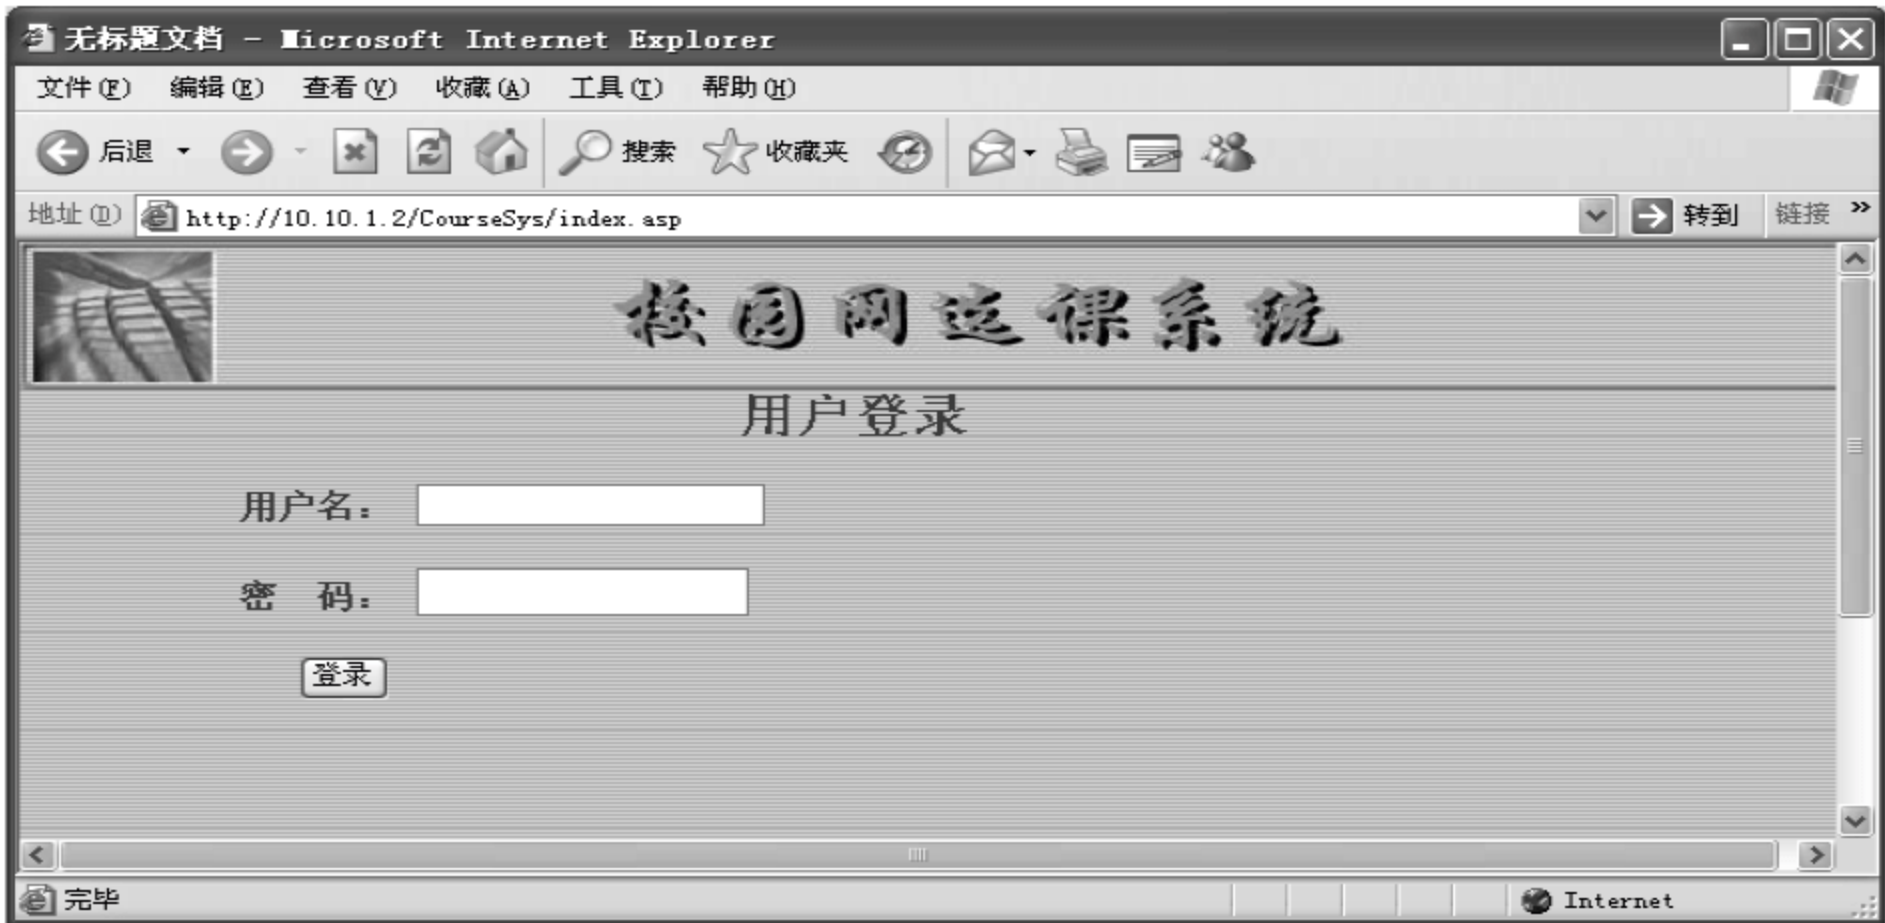 无标题文档 - Microsoft Internet Explorer
文件(F) 编辑(E) 查看(V) 收藏(A) 工具(T) 帮助(H)
后退 搜索 收藏夹
地址(D) http://10.10.1.2/CourseSys/index.asp 转到 链接 »
校园网选课系统
用户登录
用户名：
密 码：
登录
完毕 Internet